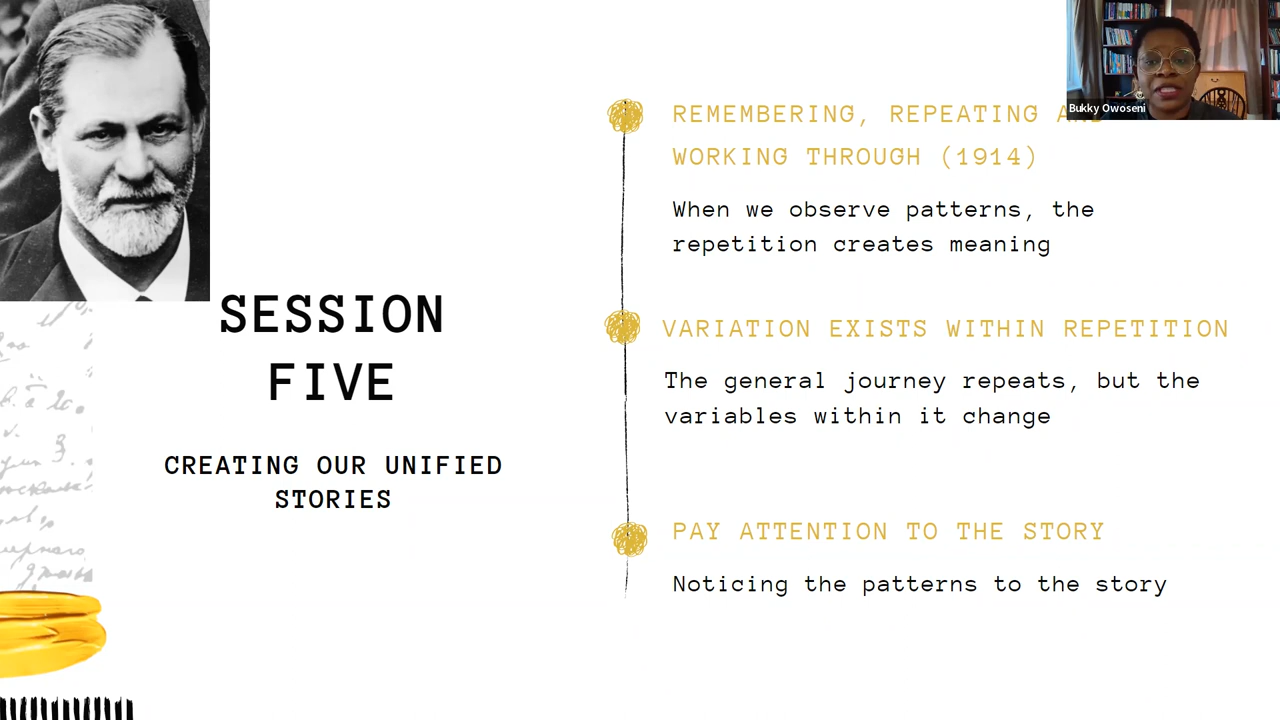 SESSION
FIVE
CREATING OUR UNIFIED
STORIES
REMEMBERING, REPEATING AND
WORKING THROUGH (1914)
When we observe patterns, the
repetition creates meaning
VARIATION EXISTS WITHIN REPETITION
The general journey repeats, but the
variables within it change
PAY ATTENTION TO THE STORY
Noticing the patterns to the story
Bukky Owoseni